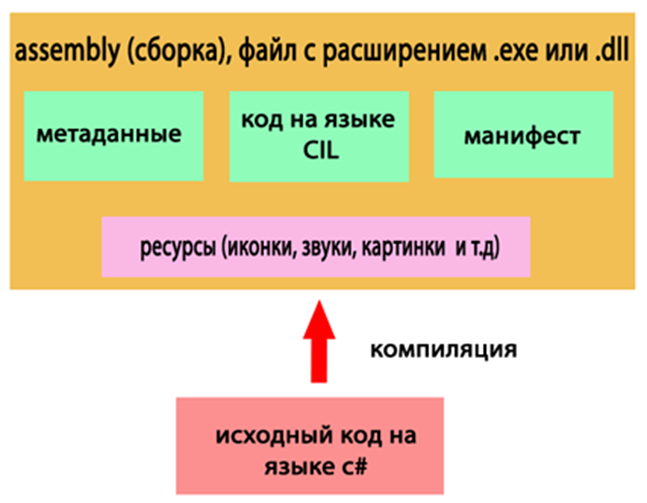 assembly (сборка), файл с расширением .exe или .dll
метаданные
код на языке
CIL
манифест
ресурсы (иконки, звуки, картинки и т.д)
компиляция
исходный код на
языке c#